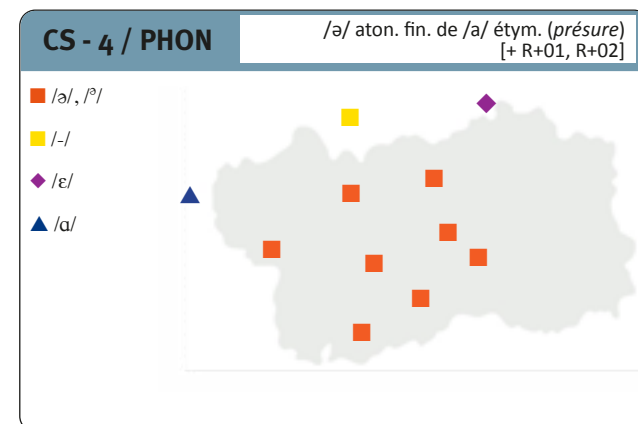 CS - 4 / PHON
/ə/ aton. fin. de /a/ étym. (présure)
[+ R+01, R+02]
/ə/, /ᵊ/
/-/
/ɛ/
/ɑ/